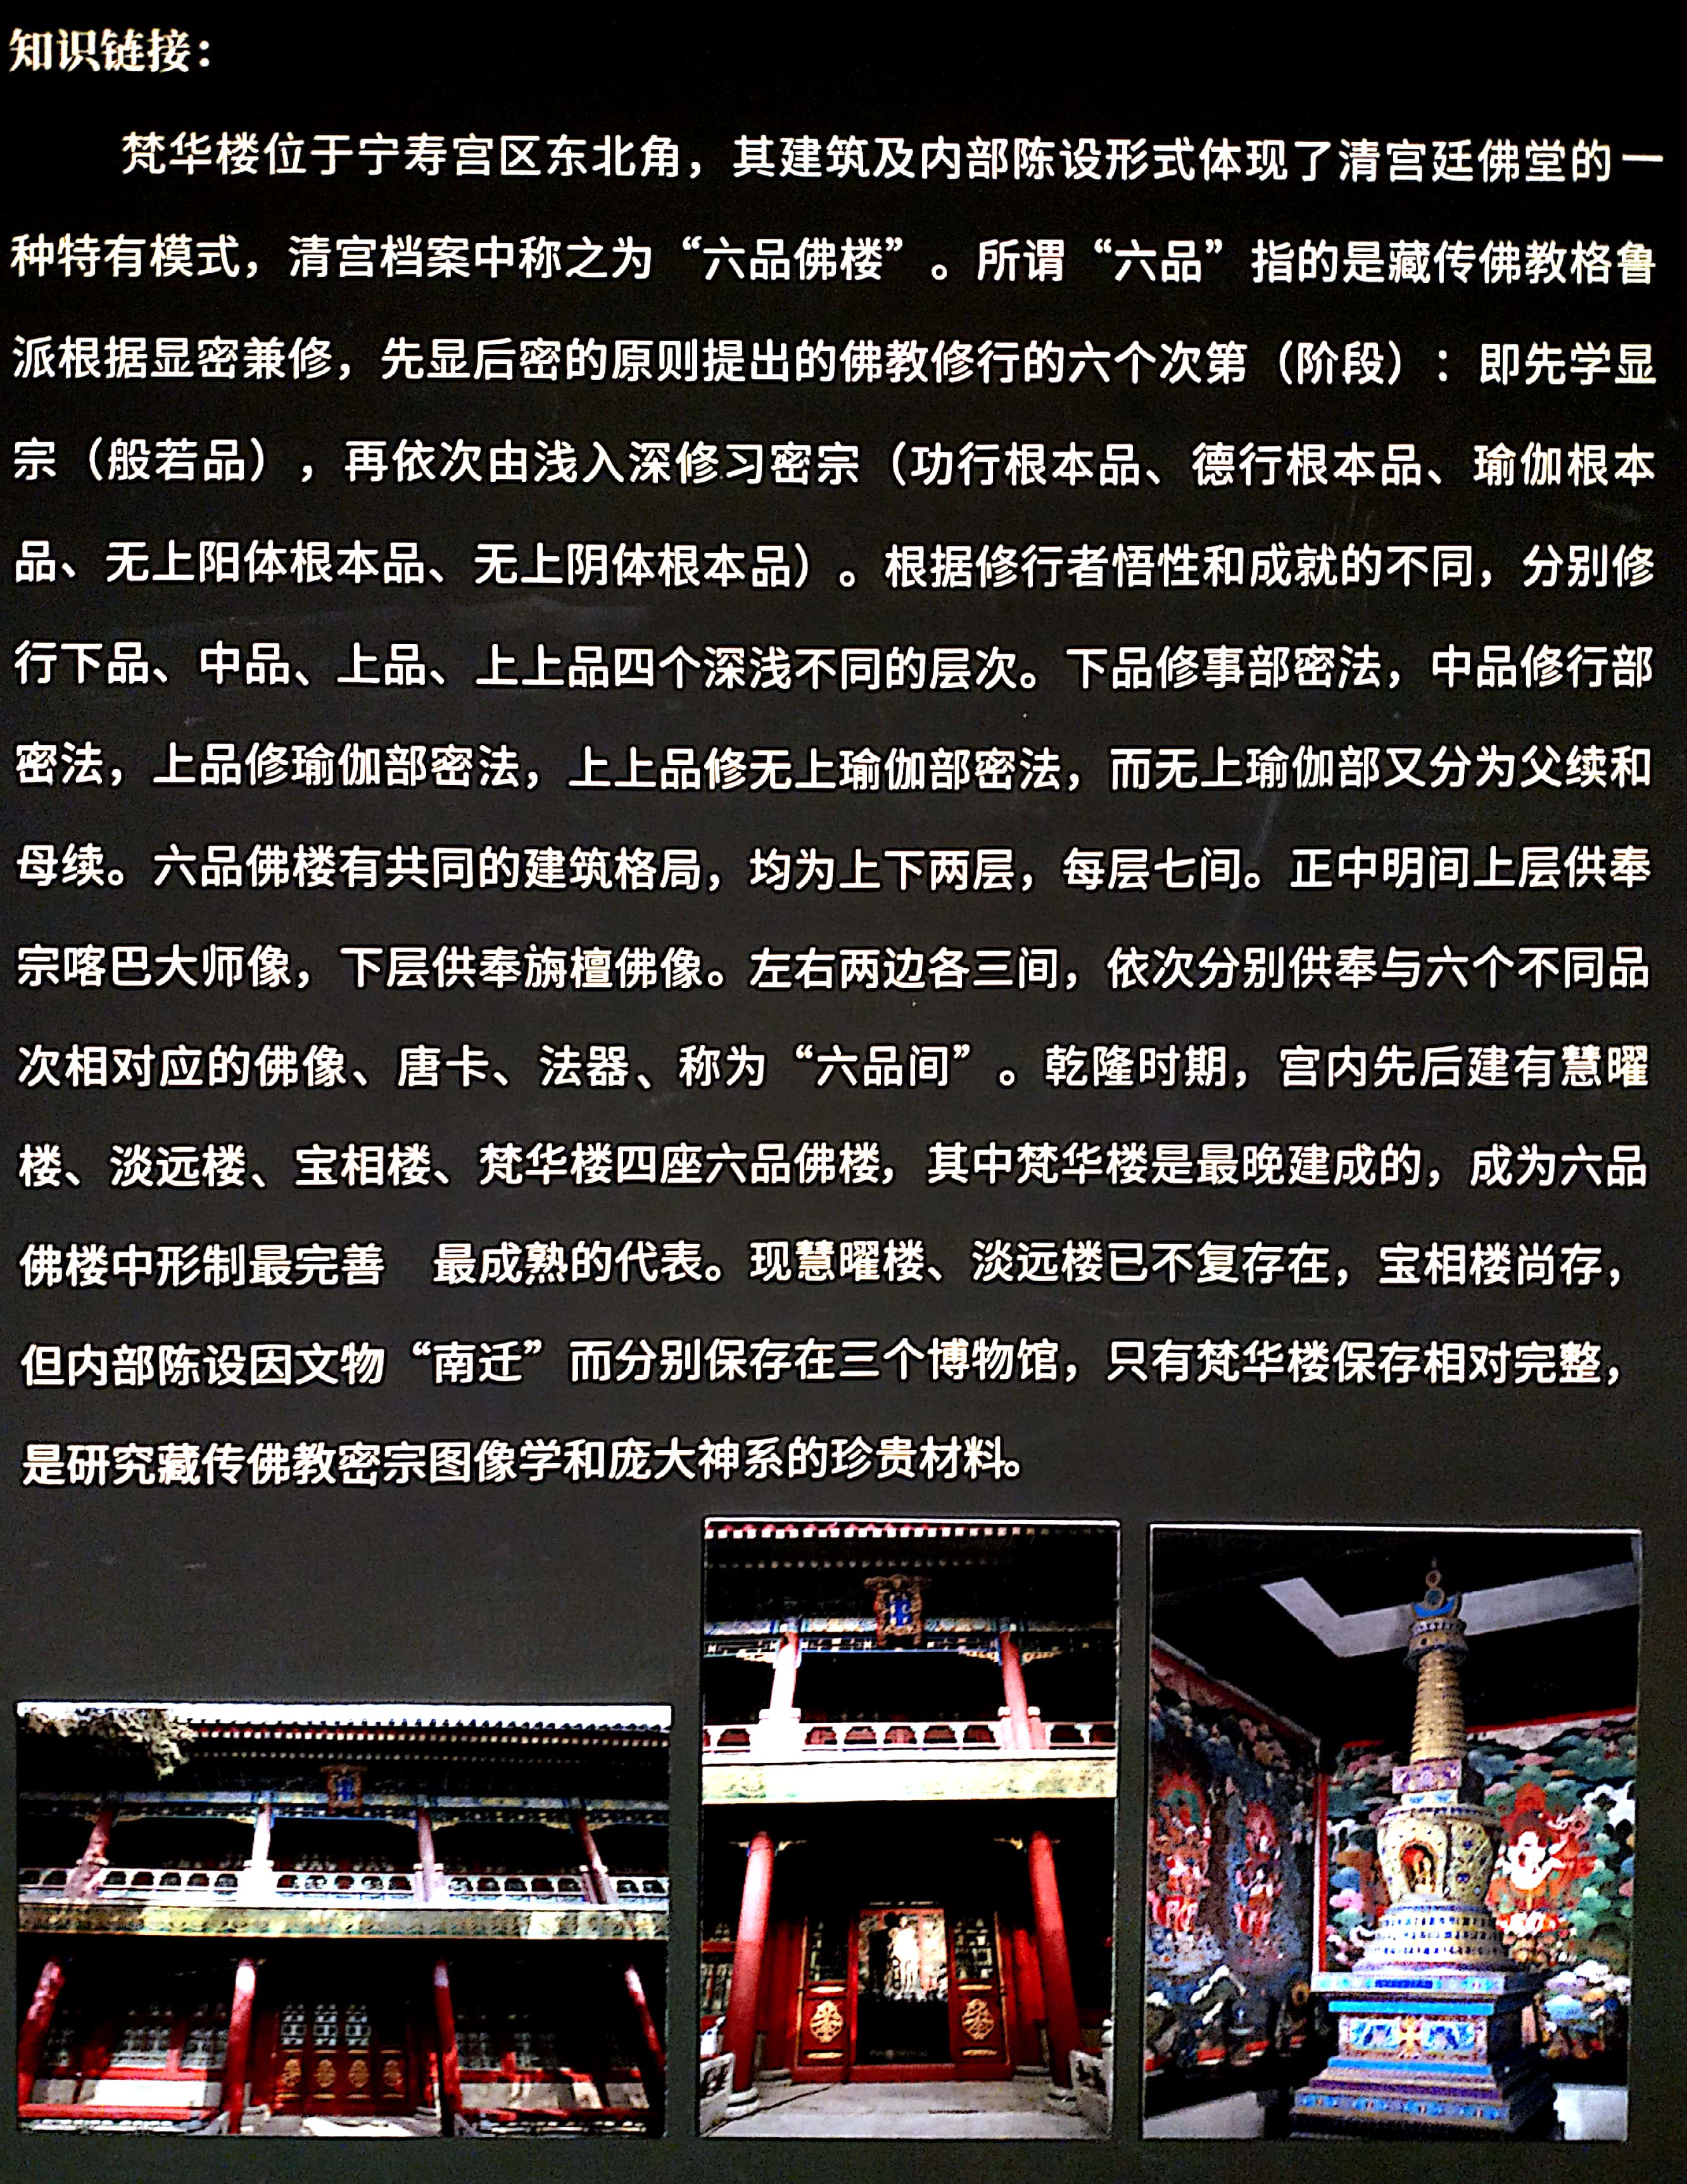 知识链接：
梵华楼位于宁寿宫区东北角，其建筑及内部陈设形式体现了清宫廷佛堂的一
种特有模式，清宫档案中称之为“六品佛楼”。所谓“六品”指的是藏传佛教格鲁
派根据显密兼修，先显后密的原则提出的佛教修行的六个次第（阶段）：即先学显
宗（般若品），再依次由浅入深修习密宗（功行根本品、德行根本品、瑜伽根本
品、无上阳体根本品、无上阴体根本品）。根据修行者悟性和成就的不同，分别修
行下品、中品、上品、上上品四个深浅不同的层次。下品修事部密法，中品修行部
密法，上品修瑜伽部密法，上上品修无上瑜伽部密法，而无上瑜伽部又分为父续和
母续。六品佛楼有共同的建筑格局，均为上下两层，每层七间。正中明间上层供奉
宗喀巴大师像，下层供奉旃檀佛像。左右两边各三间，依次分别供奉与六个不同品
次相对应的佛像、唐卡、法器、称为“六品间”。乾隆时期，宫内先后建有慧曜
楼、淡远楼、宝相楼、梵华楼四座六品佛楼，其中梵华楼是最晚建成的，成为六品
佛楼中形制最完善　最成熟的代表。现慧曜楼、淡远楼已不复存在，宝相楼尚存，
但内部陈设因文物“南迁”而分别保存在三个博物馆，只有梵华楼保存相对完整，
是研究藏传佛教密宗图像学和庞大神系的珍贵材料。